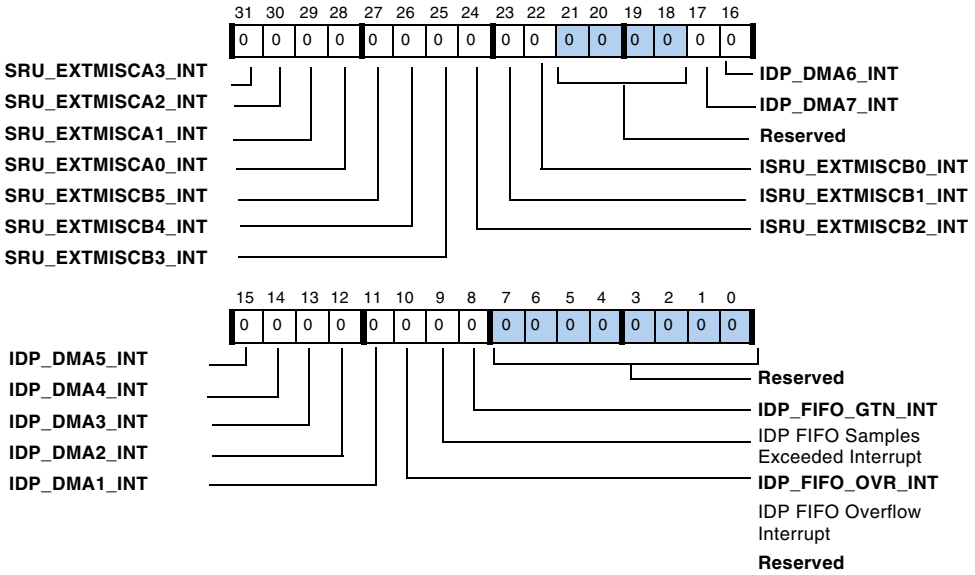 31 30 29 28 27 26 25 24 23 22 21 20 19 18 17 16
0 0 0 0 0 0 0 0 0 0 0 0 0 0 0 0
SRU_EXTMISCA3_INT
SRU_EXTMISCA2_INT
SRU_EXTMISCA1_INT
SRU_EXTMISCA0_INT
SRU_EXTMISCB5_INT
SRU_EXTMISCB4_INT
SRU_EXTMISCB3_INT
IDP_DMA6_INT
IDP_DMA7_INT
Reserved
ISRU_EXTMISCB0_INT
ISRU_EXTMISCB1_INT
ISRU_EXTMISCB2_INT
15 14 13 12 11 10 9 8 7 6 5 4 3 2 1 0
0 0 0 0 0 0 0 0 0 0 0 0 0 0 0 0
IDP_DMA5_INT
IDP_DMA4_INT
IDP_DMA3_INT
IDP_DMA2_INT
IDP_DMA1_INT
Reserved
IDP_FIFO_GTN_INT
IDP FIFO Samples
Exceeded Interrupt
IDP_FIFO_OVR_INT
IDP FIFO Overflow
Interrupt
Reserved